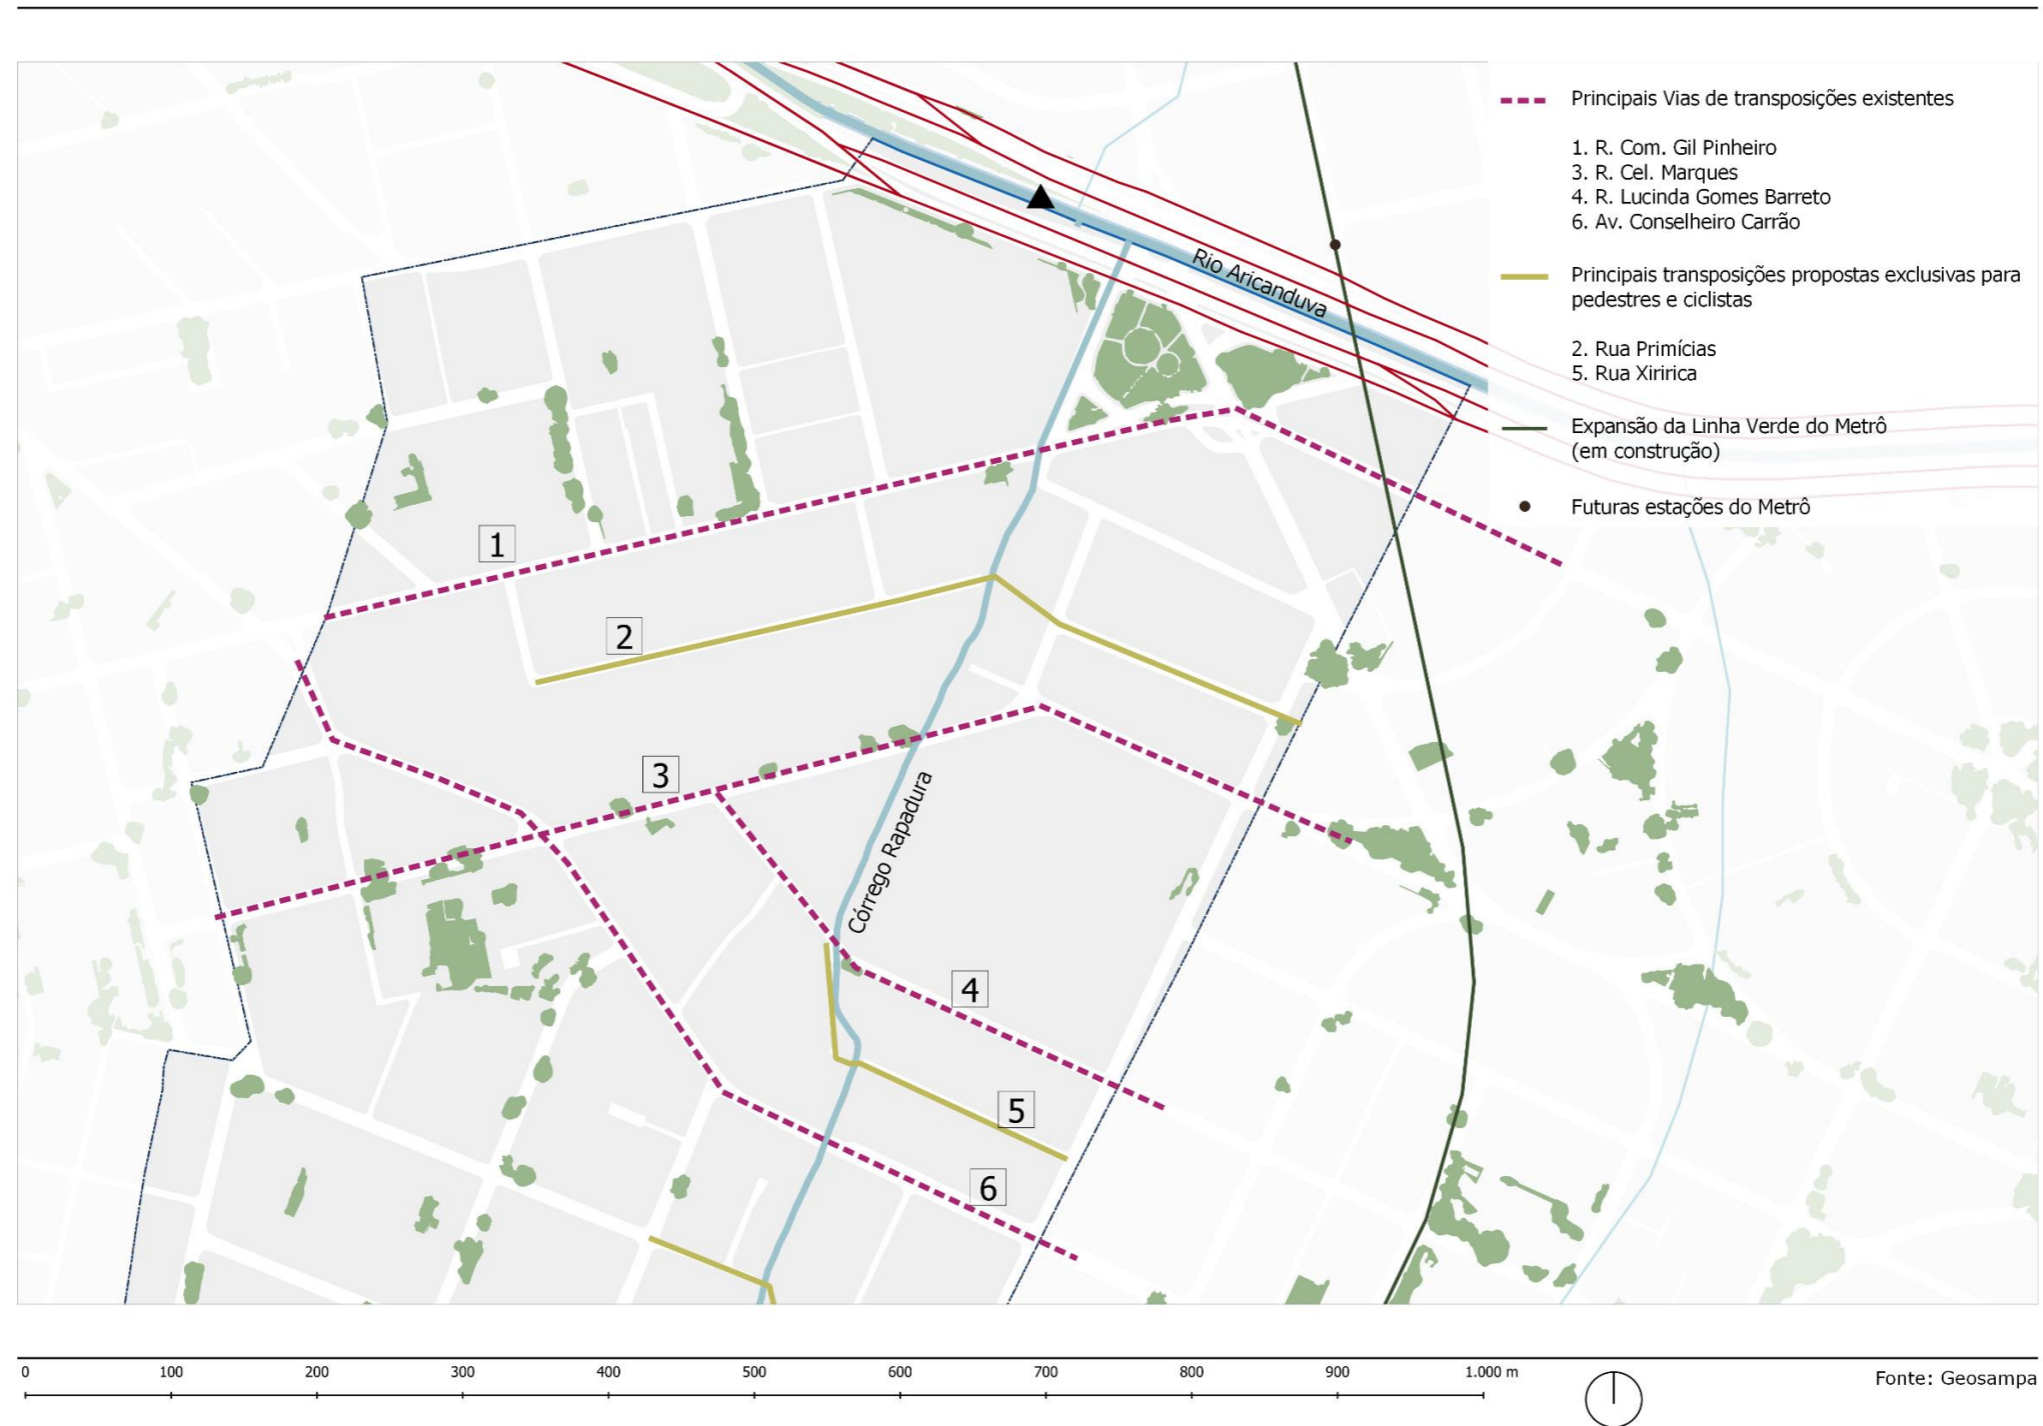 Principais Vias de transposições existentes
1. R. Com. Gil Pinheiro
3. R. Cel. Marques
4. R. Lucinda Gomes Barreto
6. Av. Conselheiro Carrão
Principais transposições propostas exclusivas para
pedestres e ciclistas
2. Rua Primícias
5. Rua Xiririca
Expansão da Linha Verde do Metrô
(em construção)
Futuras estações do Metrô
Rio Aricanduva
1
2
3
Córrego Rapadura
4
5
6
0 100 200 300 400 500 600 700 800 900 1.000 m
Fonte: Geosampa